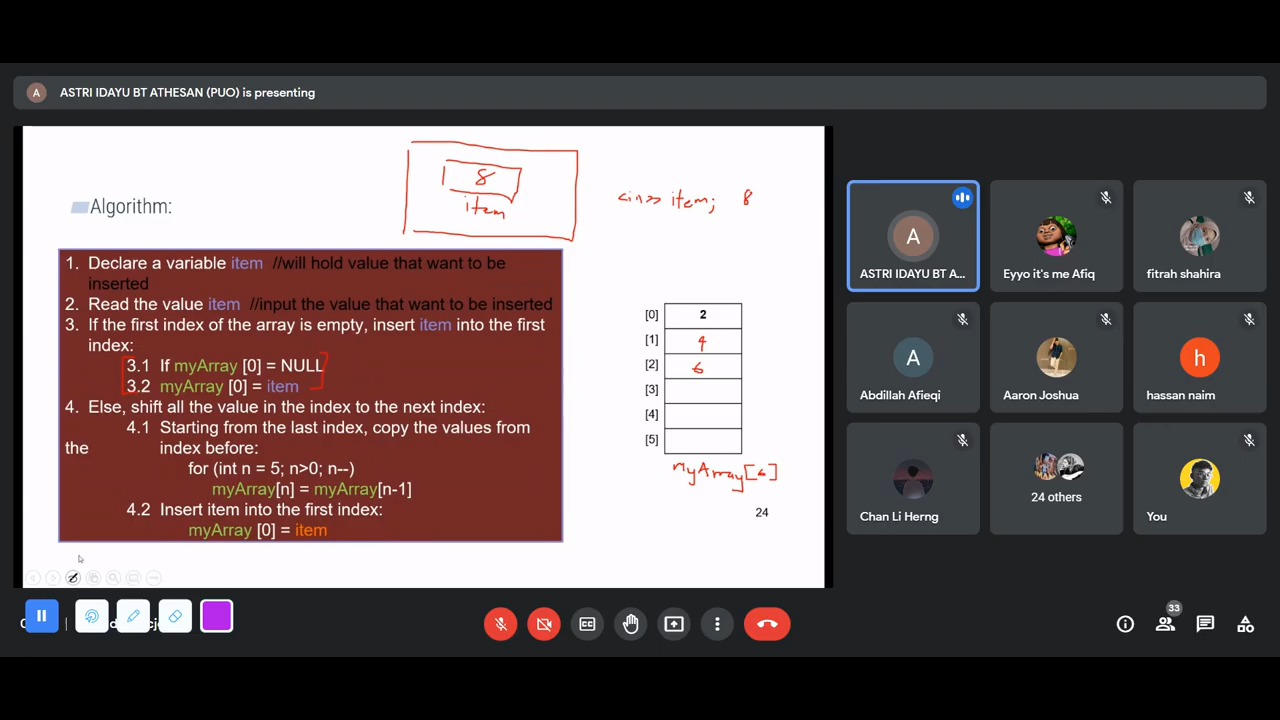 ASTRI IDAYU BT ATHESAN (PUO) is presenting
A
8
item
cin>> item; 8
Algorithm:
1. Declare a variable item //will hold value that want to be
inserted
2. Read the value item //input the value that want to be inserted
3. If the first index of the array is empty, insert item into the first
index:
3.1 If myArray [0] = NULL
3.2 myArray [0] = item
4. Else, shift all the value in the index to the next index:
4.1 Starting from the last index, copy the values from
the index before:
for (int n = 5; n>0; n--)
myArray[n] = myArray[n-1]
4.2 Insert item into the first index:
myArray [0] = item
[0] 2
[1] 4
[2] 6
[3]
[4]
[5]
MyArray[6]
24
A
ASTRI IDAYU BT A...
Eyyo it's me Afiq
fitrah shahira
A
Abdillah Afieqi
Aaron Joshua
h
hassan naim
Chan Li Herng
24 others
You
33